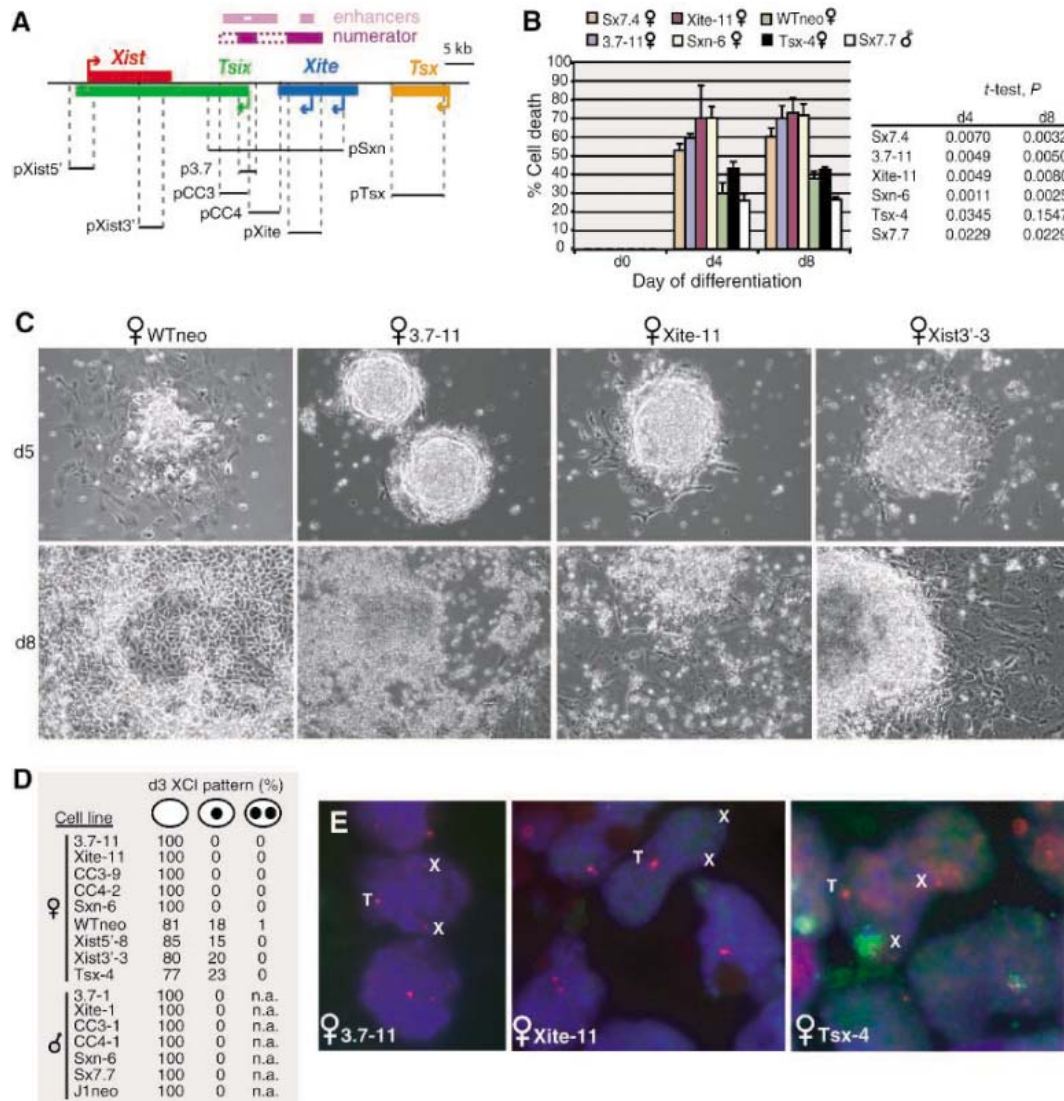 A
enhancers
numerator
5 kb
Xist
Tsix
Xite
Tsx
pXist5'
pXist3'
p3.7
pCC3
pCC4
pXite
pSxn
pTsx
B
Sx7.4 ♀ Xite-11 ♀ WTneo ♀
3.7-11 ♀ Sxn-6 ♀ Tsx-4 ♀ Sx7.7 ♂
% Cell death
100
90
80
70
60
50
40
30
20
10
0
d0 d4 d8
Day of differentiation
t-test, P
d4 d8
Sx7.4 0.0070 0.0032
3.7-11 0.0049 0.0050
Xite-11 0.0049 0.0080
Sxn-6 0.0011 0.0025
Tsx-4 0.0345 0.1547
Sx7.7 0.0229 0.0229
C
♀ WTneo ♀ 3.7-11 ♀ Xite-11 ♀ Xist3'-3
d5
d8
D
d3 XCI pattern (%)
Cell line
♀
3.7-11 100 0 0
Xite-11 100 0 0
CC3-9 100 0 0
CC4-2 100 0 0
Sxn-6 100 0 0
WTneo 81 18 1
Xist5'-8 85 15 0
Xist3'-3 80 20 0
Tsx-4 77 23 0
♂
3.7-1 100 0 n.a.
Xite-1 100 0 n.a.
CC3-1 100 0 n.a.
CC4-1 100 0 n.a.
Sxn-6 100 0 n.a.
Sx7.7 100 0 n.a.
J1neo 100 0 n.a.
E
X
T
X
♀ 3.7-11
X
T
X
♀ Xite-11
T
X
X
♀ Tsx-4